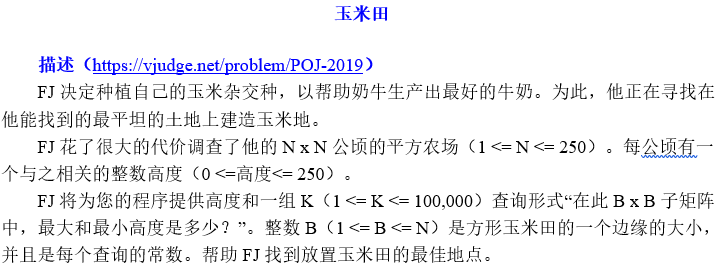 玉米田
描述（https://vjudge.net/problem/POJ-2019）
FJ 决定种植自己的玉米杂交种，以帮助奶牛生产出最好的牛奶。为此，他正在寻找在
他能找到的最平坦的土地上建造玉米地。
FJ 花了很大的代价调查了他的 N x N 公顷的平方农场（1 <= N <= 250）。每公顷有一
个与之相关的整数高度（0 <=高度<= 250）。
FJ 将为您的程序提供高度和一组 K（1 <= K <= 100,000）查询形式“在此 B x B 子矩阵
中，最大和最小高度是多少？”。整数 B（1 <= B <= N）是方形玉米田的一个边缘的大小，
并且是每个查询的常数。帮助 FJ 找到放置玉米田的最佳地点。